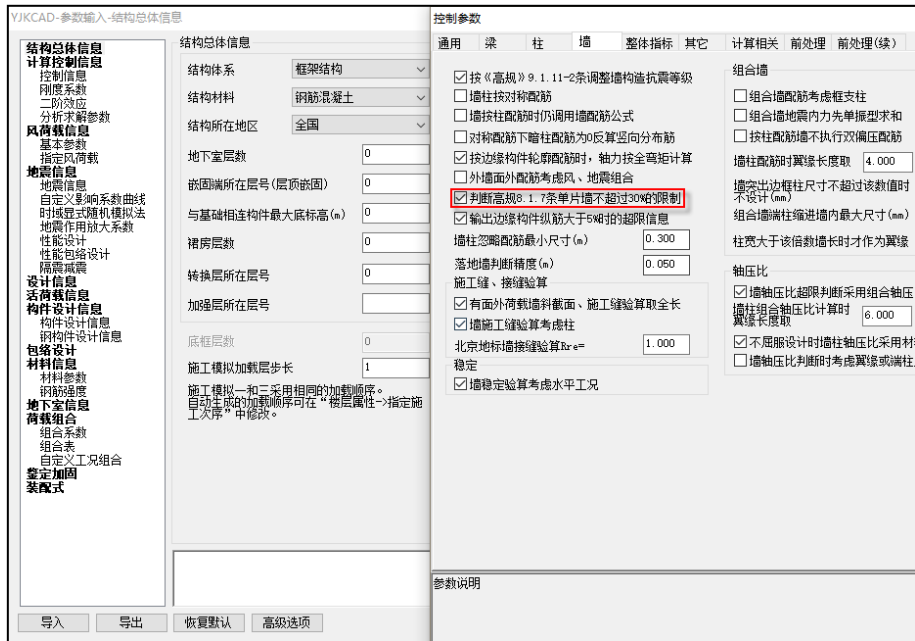 YJKCAD-参数输入-结构总体信息
结构总体信息
计算控制信息
控制信息
刚度系数
二阶效应
分析求解参数
风荷载信息
基本参数
指定风荷载
地震信息
地震信息
自定义影响系数曲线
时域显式随机模拟法
地震作用放大系数
性能设计
性能包络设计
隔震减震
设计信息
活荷载信息
构件设计信息
构件设计信息
钢构件设计信息
包络设计
材料信息
材料参数
钢筋强度
地下室信息
荷载组合
组合系数
组合表
自定义工况组合
鉴定加固
装配式
结构总体信息
结构体系 框架结构
结构材料 钢筋混凝土
结构所在地区 全国
地下室层数 0
嵌固端所在层号(层顶嵌固) 0
与基础相连构件最大底标高(m) 0
裙房层数 0
转换层所在层号 0
加强层所在层号
底框层数 0
施工模拟加载层步长 1
施工模拟一和三采用相同的加载顺序。
自动生成的加载顺序可在“楼层属性->指定施
工次序”中修改。
导入 导出 恢复默认 高级选项
控制参数
通用 梁 柱 墙 整体指标 其它 计算相关 前处理 前处理(续)
按《高规》9.1.11-2条调整墙构造抗震等级
墙柱按对称配筋
墙按柱配筋时仍调用墙配筋公式
对称配筋下暗柱配筋为0反算竖向分布筋
按边缘构件轮廓配筋时，轴力按全弯矩计算
外墙面外配筋考虑风、地震组合
判断高规8.1.7条单片墙不超过30%的限制
输出边缘构件纵筋大于5%时的超限信息
墙柱忽略配筋最小尺寸(m) 0.300
落地墙判断精度(m) 0.050
施工缝、接缝验算
有面外荷载墙斜截面、施工缝验算取全长
墙施工缝验算考虑柱
北京地标墙接缝验算Rre= 1.000
稳定
墙稳定验算考虑水平工况
组合墙
组合墙配筋考虑框支柱
组合墙地震内力先单振型求和
按柱配筋墙不执行双偏压配筋
墙柱配筋时翼缘长度取 4.000
墙突出边框柱尺寸不超过该数值时
不设计(mm)
组合墙端柱缩进墙内最大尺寸(mm)
柱宽大于该倍数墙长时才作为翼缘
轴压比
墙轴压比超限判断采用组合轴压
墙柱组合轴压比计算时
翼缘长度取 6.000
不屈服设计时墙柱轴压比采用材
墙轴压比判断时考虑翼缘或端柱
参数说明